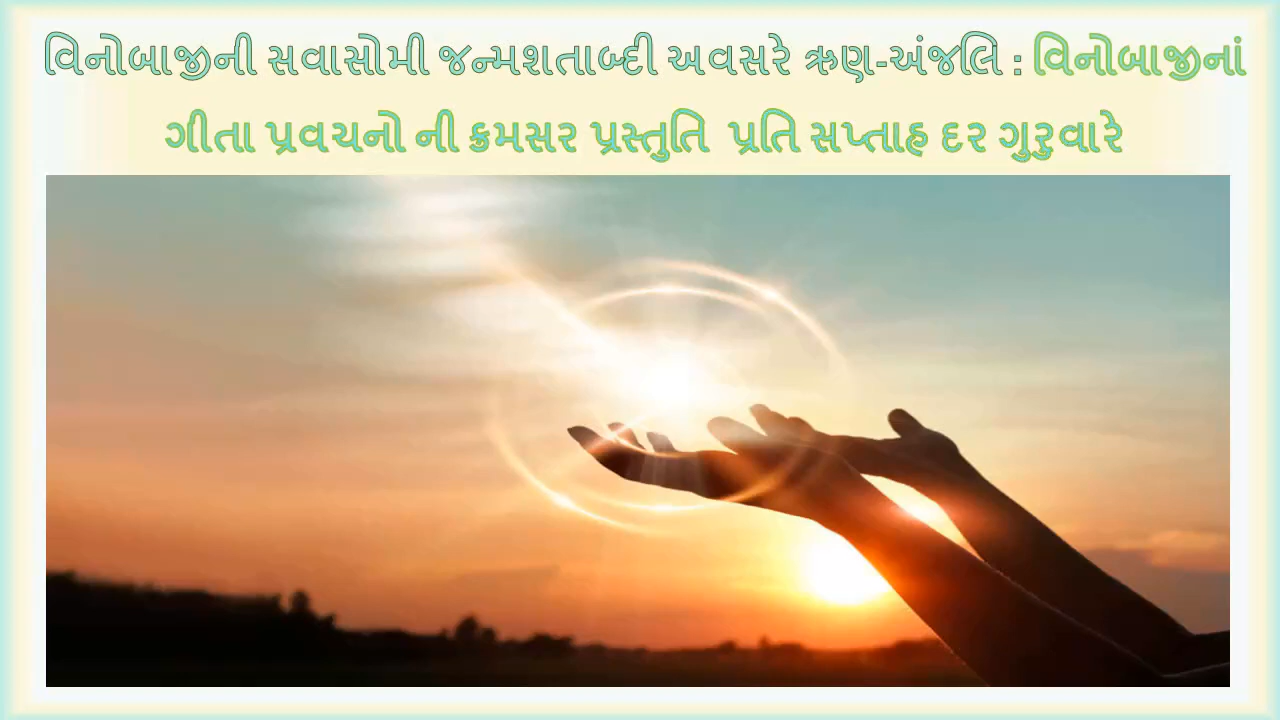 વિનોબાજીની સવાસોમી જન્મશતાબ્દી અવસરે ઋણ-અંજલિ : વિનોબાજીનાં
ગીતા પ્રવચનો ની ક્રમસર પ્રસ્તુતિ પ્રતિ સપ્તાહ દર ગુરુવારે